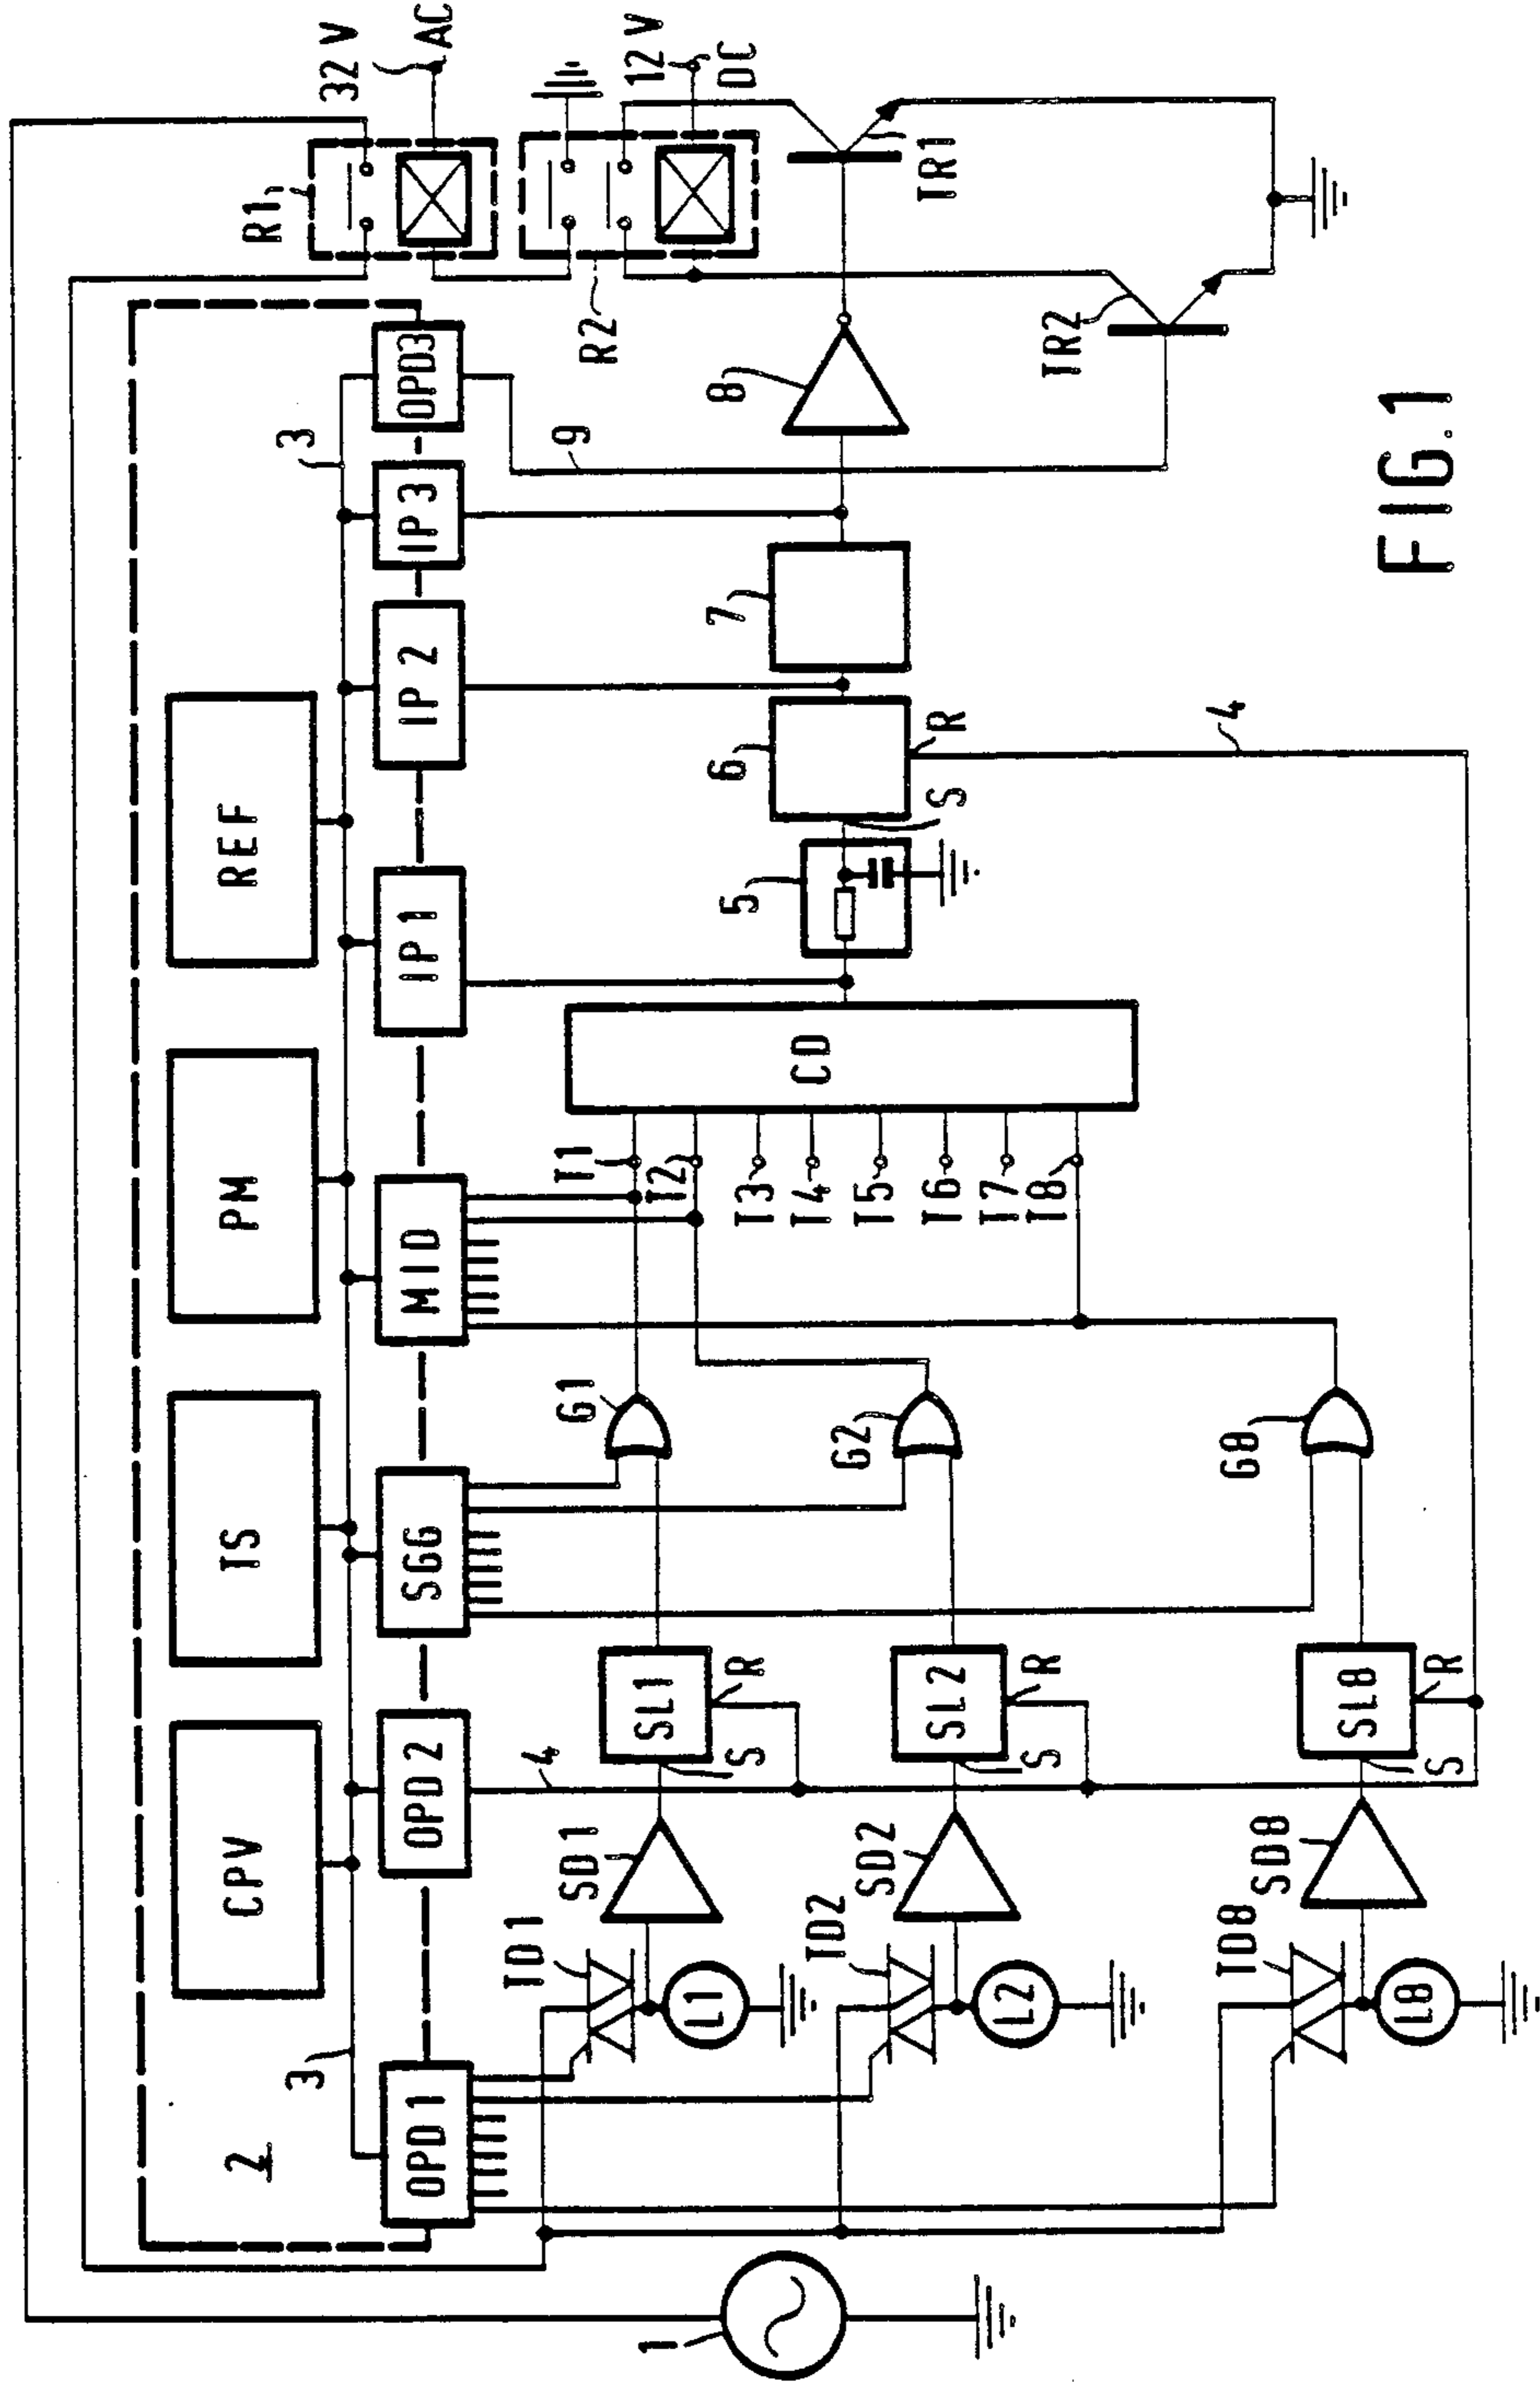 2
3
CPV
TS
PM
REF
OPD1
OPD2
SGG
MID
IP1
IP2
IP3
OPD3
3
R1
32 V
AC
R2
12 V
DC
1
TD1
L1
SD1
4
SL1
S
R
G1
T1
T2
T3
T4
T5
T6
T7
T8
CD
5
6
S
R
4
7
8
9
TR1
TR2
TD2
L2
SD2
SL2
S
R
G2
TD8
L8
SD8
SL8
S
R
G8
FIG.1